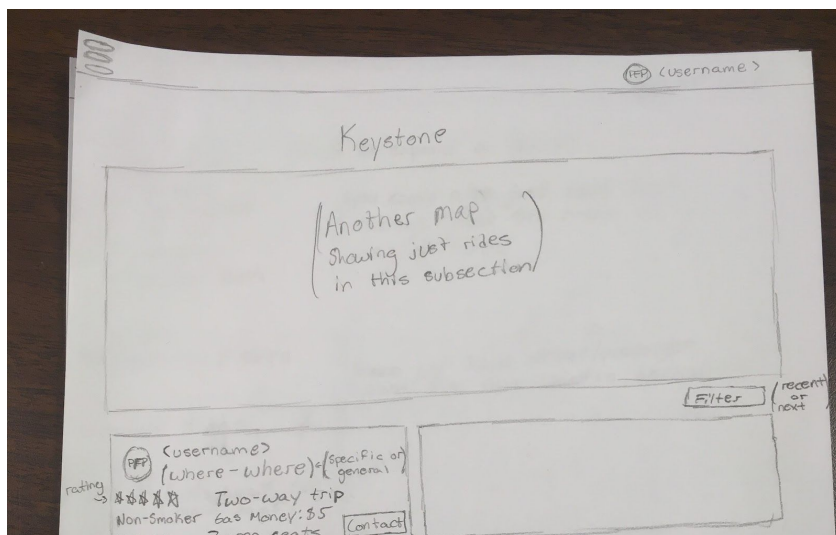 PFP <username>
Keystone
(Another map
showing just rides
in this subsection)
Filter
(recent
or
next
PFP
<username>
(where-where)
(specific or
general)
rating
Two-way trip
Non-Smoker Gas Money: $5
Contact